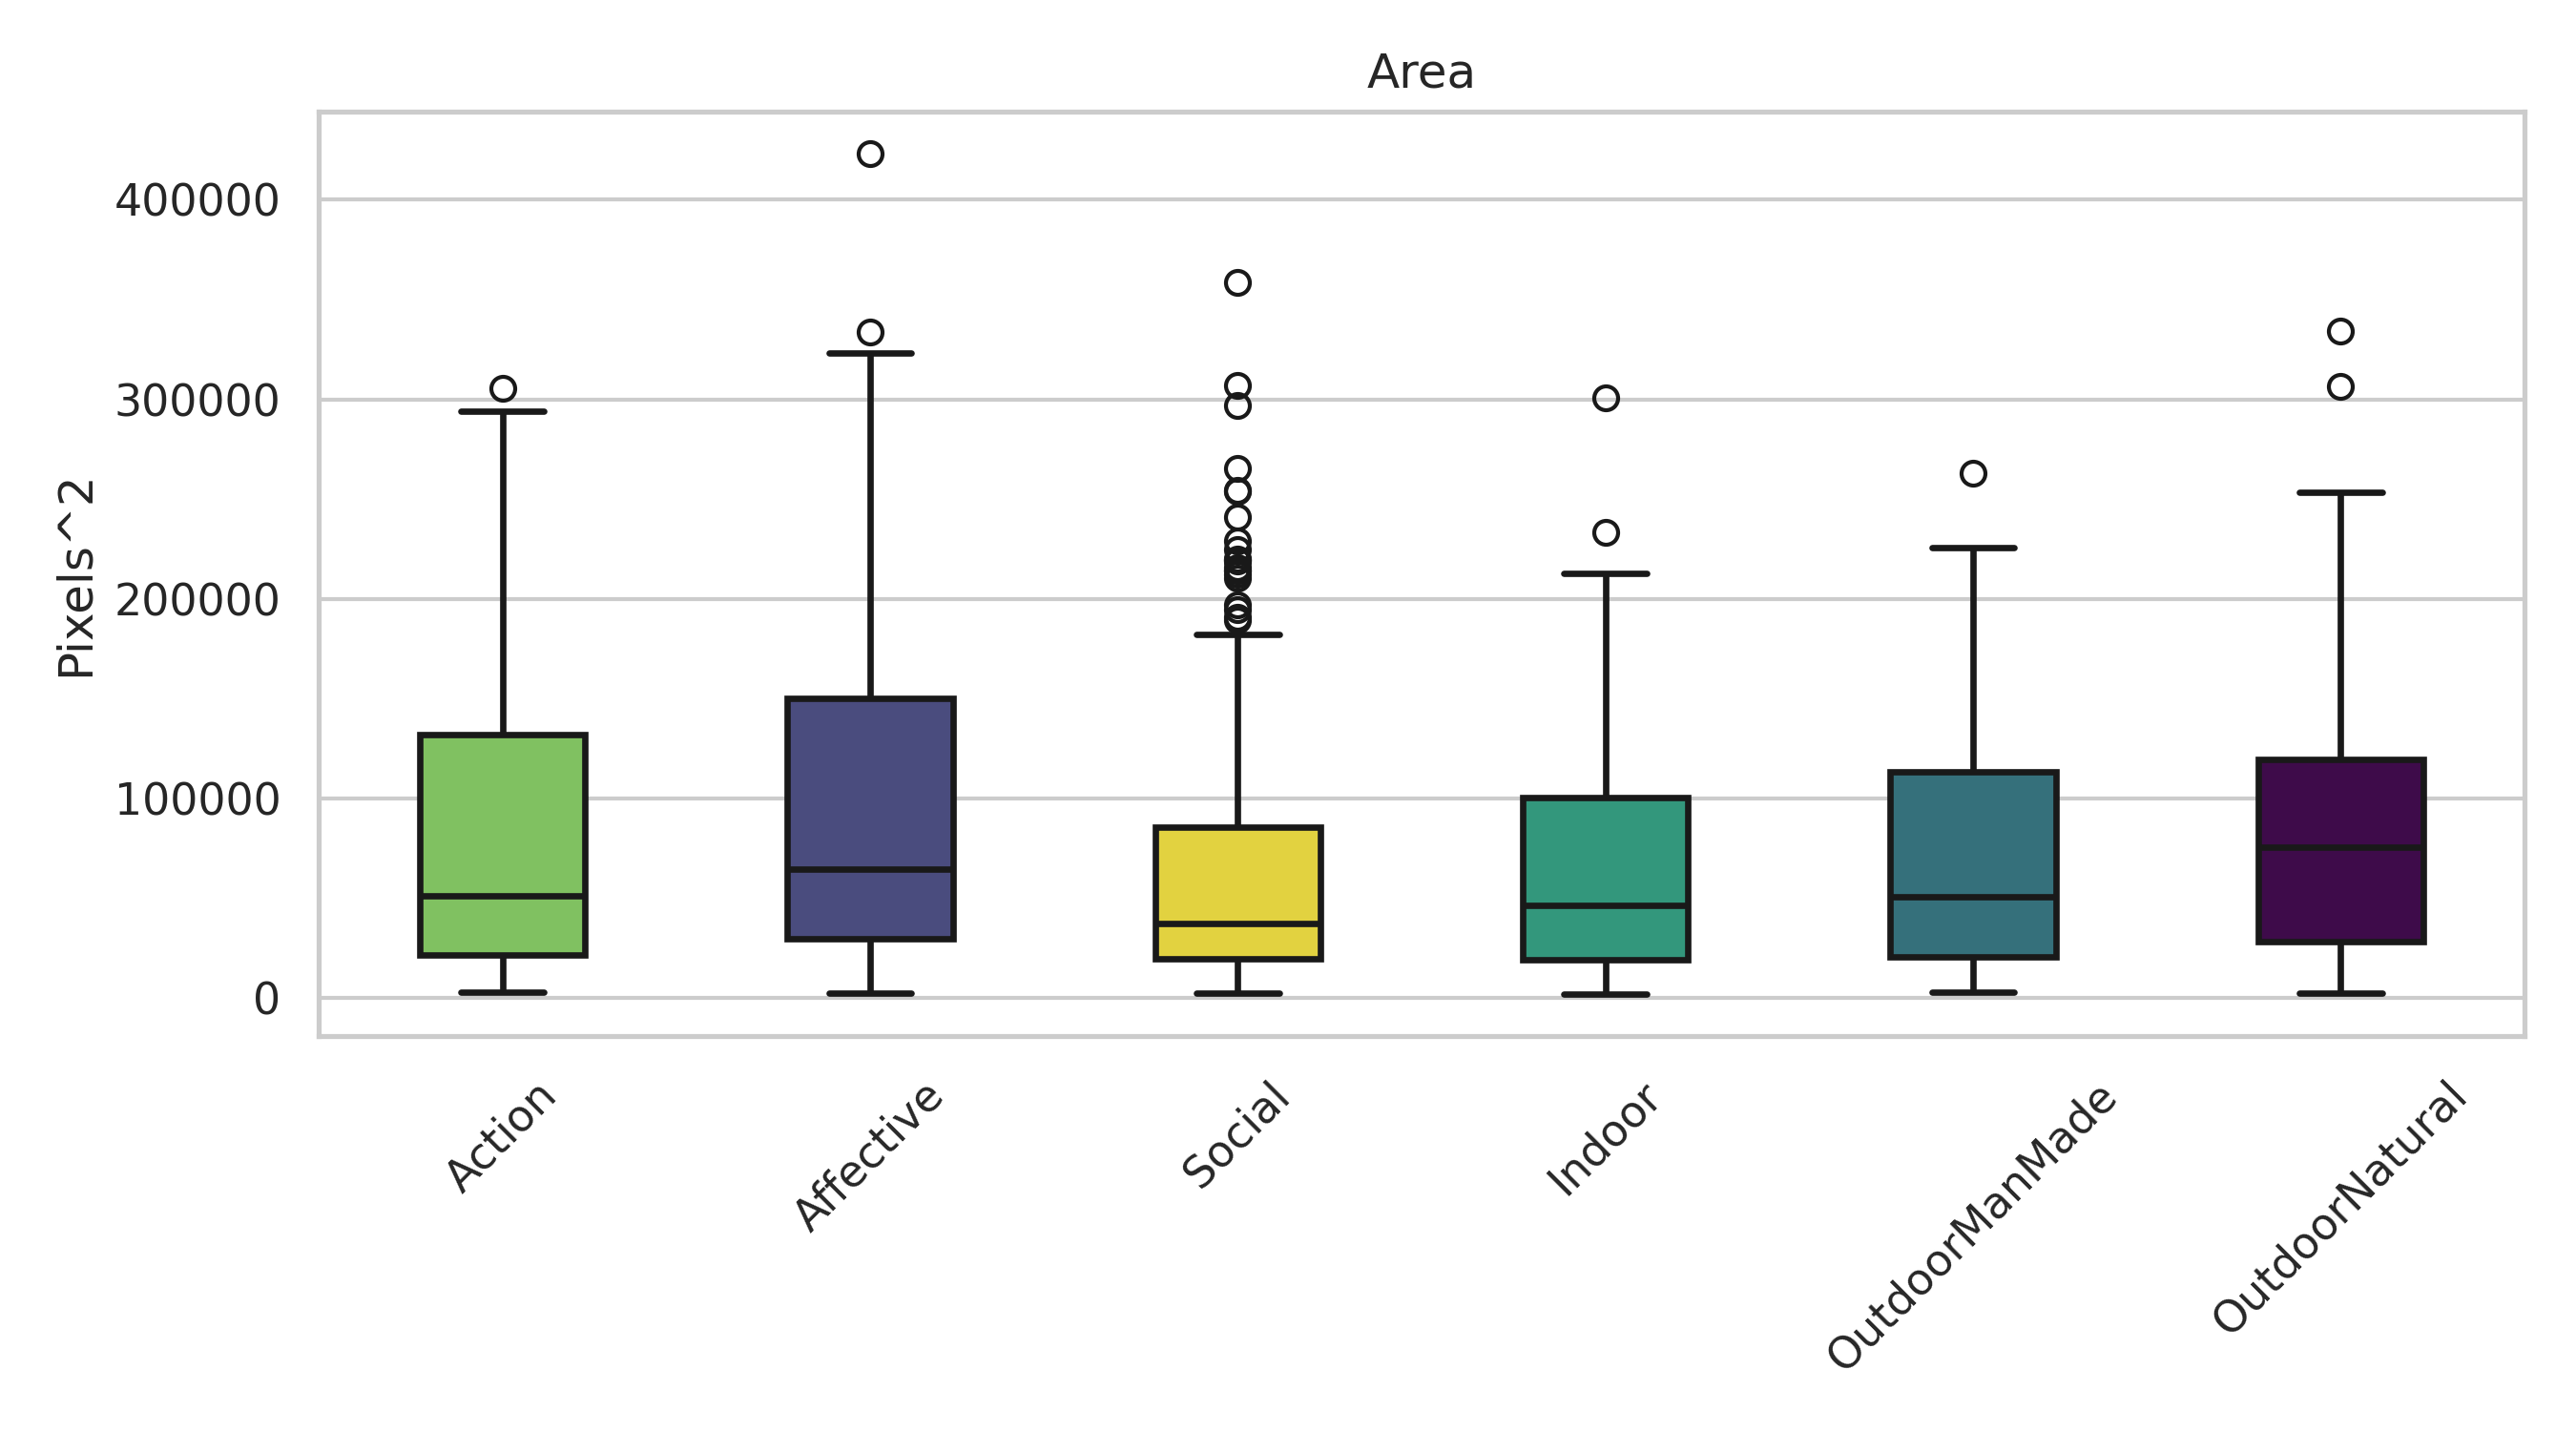 Area
Pixels^2
400000
300000
200000
100000
0
Action
Affective
Social
Indoor
OutdoorManMade
OutdoorNatural